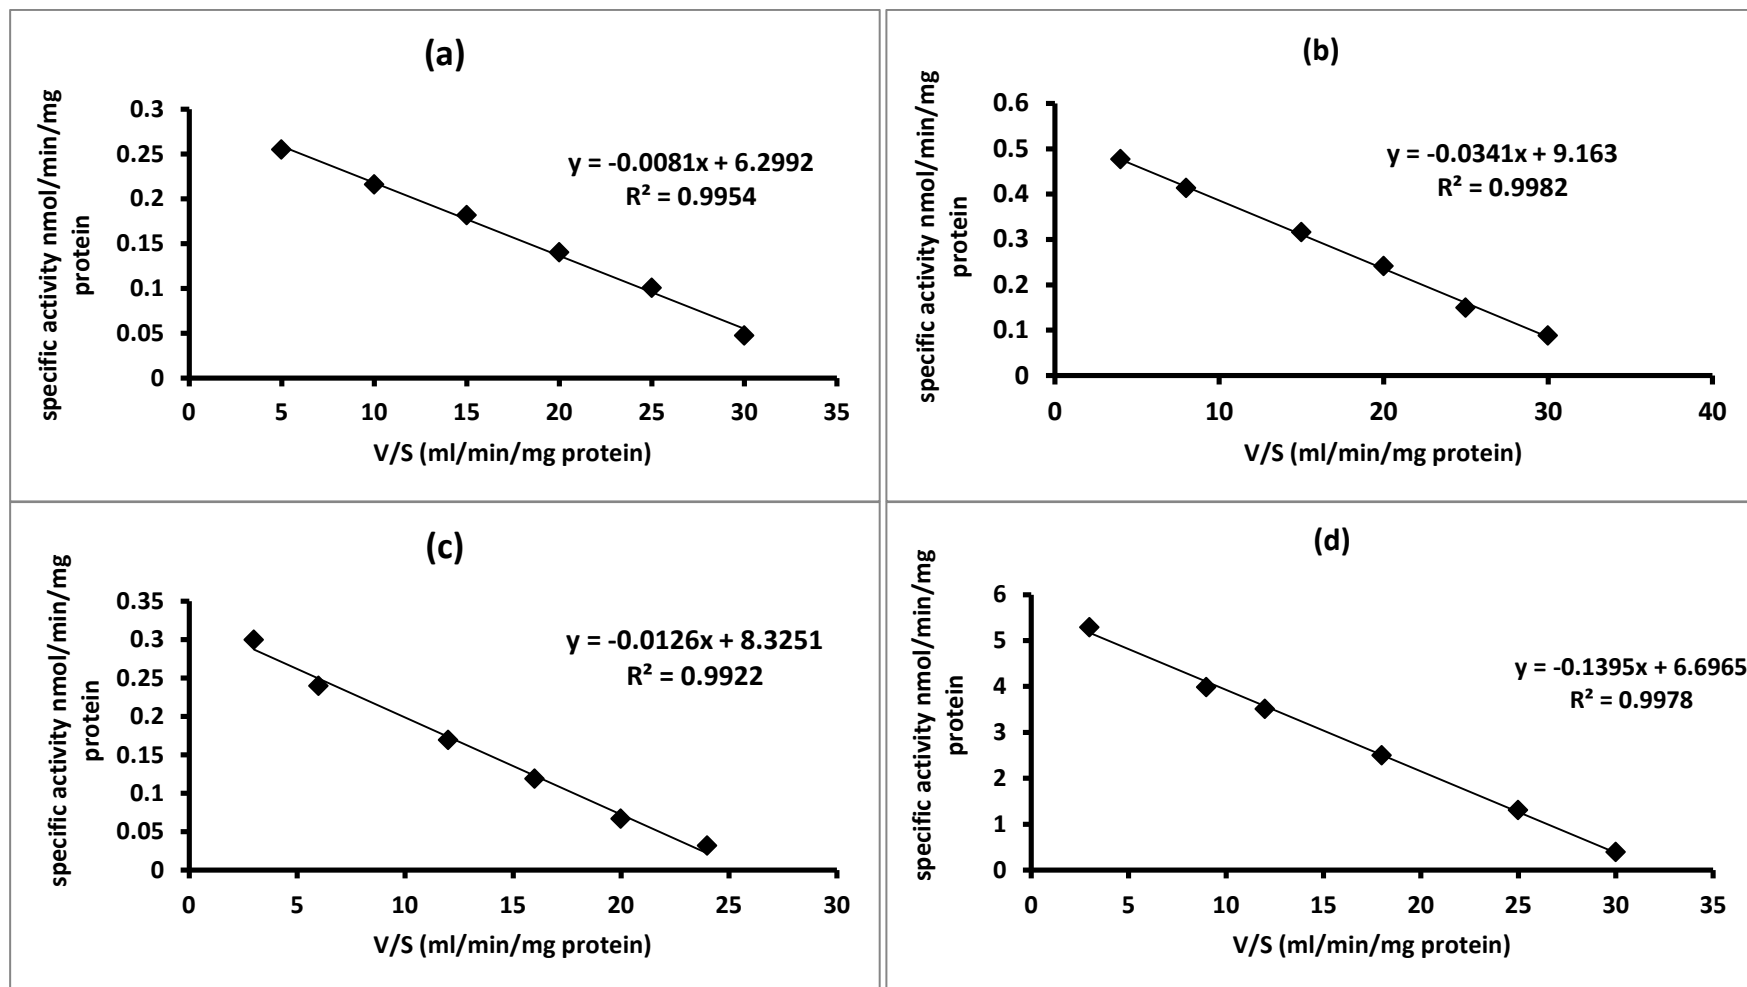 (a)
specific activity nmol/min/mg
protein
0.3
0.25
0.2
0.15
0.1
0.05
0
y = -0.0081x + 6.2992
R² = 0.9954
0 5 10 15 20 25 30 35
V/S (ml/min/mg protein)
(b)
specific activity nmol/min/mg
protein
0.6
0.5
0.4
0.3
0.2
0.1
0
y = -0.0341x + 9.163
R² = 0.9982
0 10 20 30 40
V/S (ml/min/mg protein)
(c)
specific activity nmol/min/mg
protein
0.35
0.3
0.25
0.2
0.15
0.1
0.05
0
y = -0.0126x + 8.3251
R² = 0.9922
0 5 10 15 20 25 30
V/S (ml/min/mg protein)
(d)
specific activity nmol/min/mg
protein
6
5
4
3
2
1
0
y = -0.1395x + 6.6965
R² = 0.9978
0 5 10 15 20 25 30 35
V/S (ml/min/mg protein)